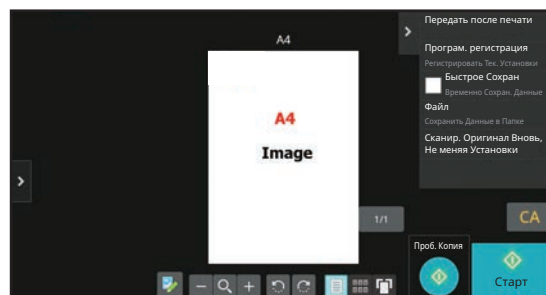 A4
A4
Image
1/1
Передать после печати
Програм. регистрация
Регистрировать Тек. Установки
Быстрое Сохран
Временно Сохран. Данные
Файл
Сохранить Данные в Папке
Сканир. Оригинал Вновь,
Не меняя Установки
CA
Проб. Копия
Старт